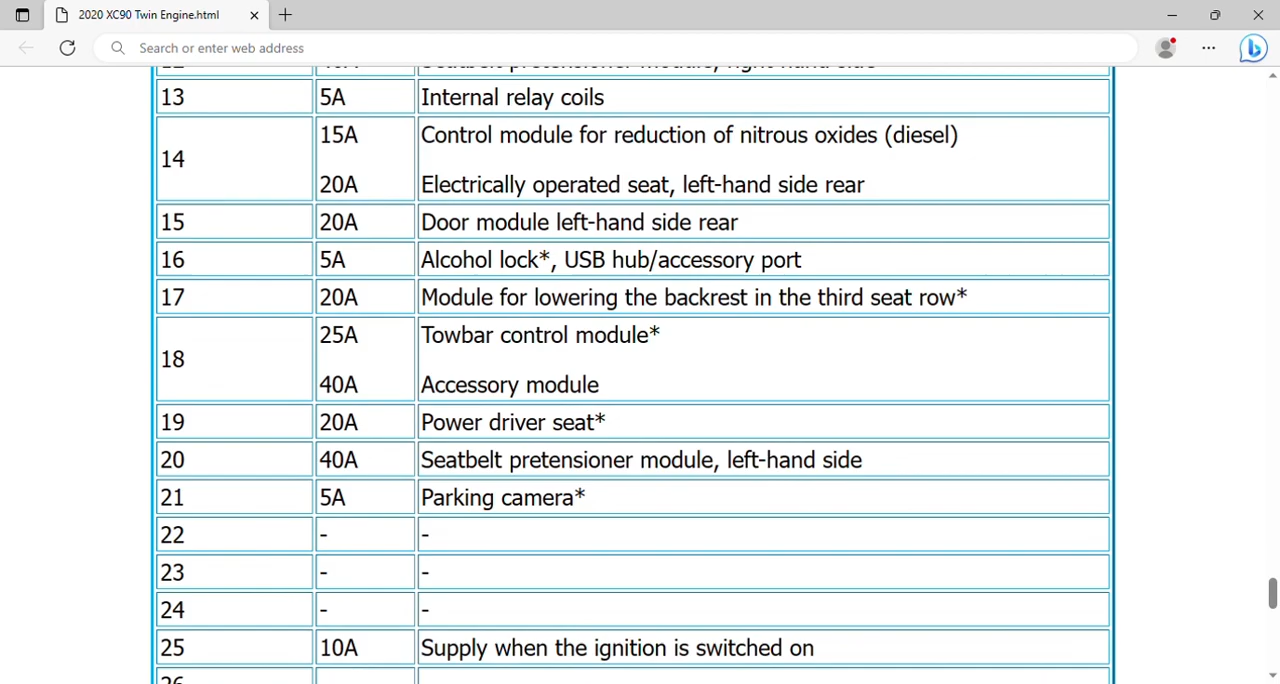 2020 XC90 Twin Engine.html
Search or enter web address
13 5A Internal relay coils
14 15A Control module for reduction of nitrous oxides (diesel)
20A Electrically operated seat, left-hand side rear
15 20A Door module left-hand side rear
16 5A Alcohol lock*, USB hub/accessory port
17 20A Module for lowering the backrest in the third seat row*
18 25A Towbar control module*
40A Accessory module
19 20A Power driver seat*
20 40A Seatbelt pretensioner module, left-hand side
21 5A Parking camera*
22 - -
23 - -
24 - -
25 10A Supply when the ignition is switched on